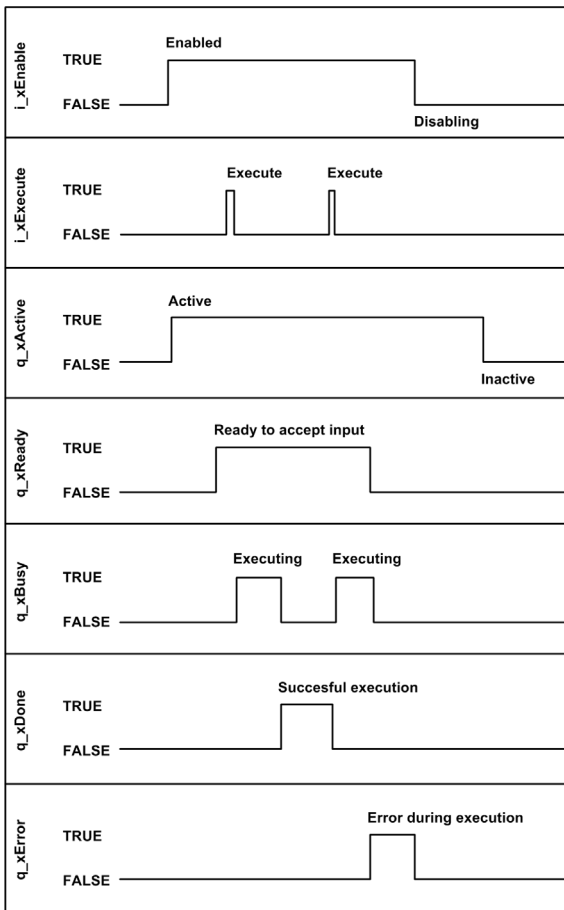 i_xEnable
Enabled
TRUE
FALSE
Disabling
i_xExecute
Execute Execute
TRUE
FALSE
q_xActive
Active
TRUE
FALSE
Inactive
q_xReady
Ready to accept input
TRUE
FALSE
q_xBusy
Executing Executing
TRUE
FALSE
q_xDone
Succesful execution
TRUE
FALSE
q_xError
Error during execution
TRUE
FALSE